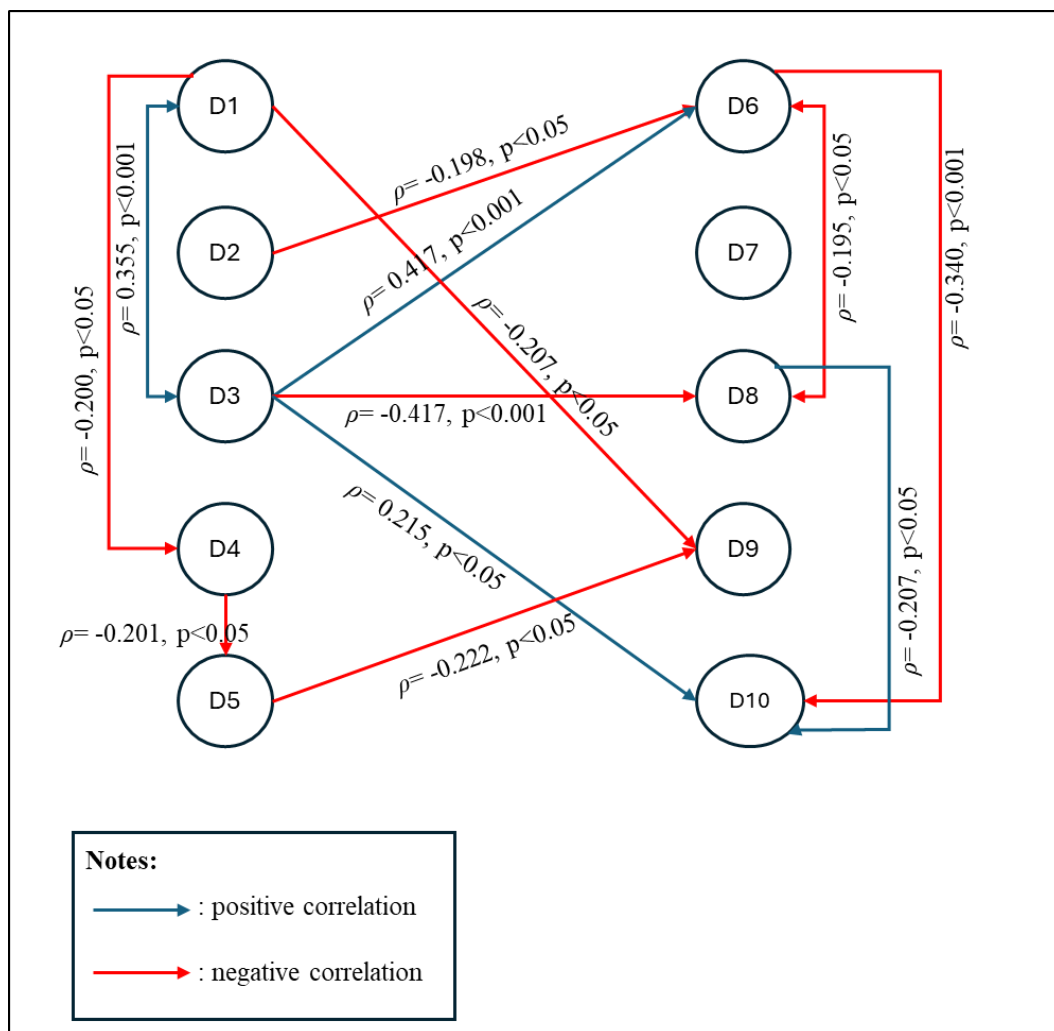 D1
D6
ρ= -0.198, p<0.05
ρ= 0.355, p<0.001
ρ= -0.195, p<0.05
ρ= -0.340, p<0.001
D2
D7
ρ= 0.417, p<0.001
ρ= -0.207, p<0.05
ρ= -0.200, p<0.05
D3
D8
ρ= -0.417, p<0.001
ρ= 0.215, p<0.05
ρ= -0.207, p<0.05
D4
D9
ρ= -0.201, p<0.05
ρ= -0.222, p<0.05
D5
D10
Notes:
: positive correlation
: negative correlation